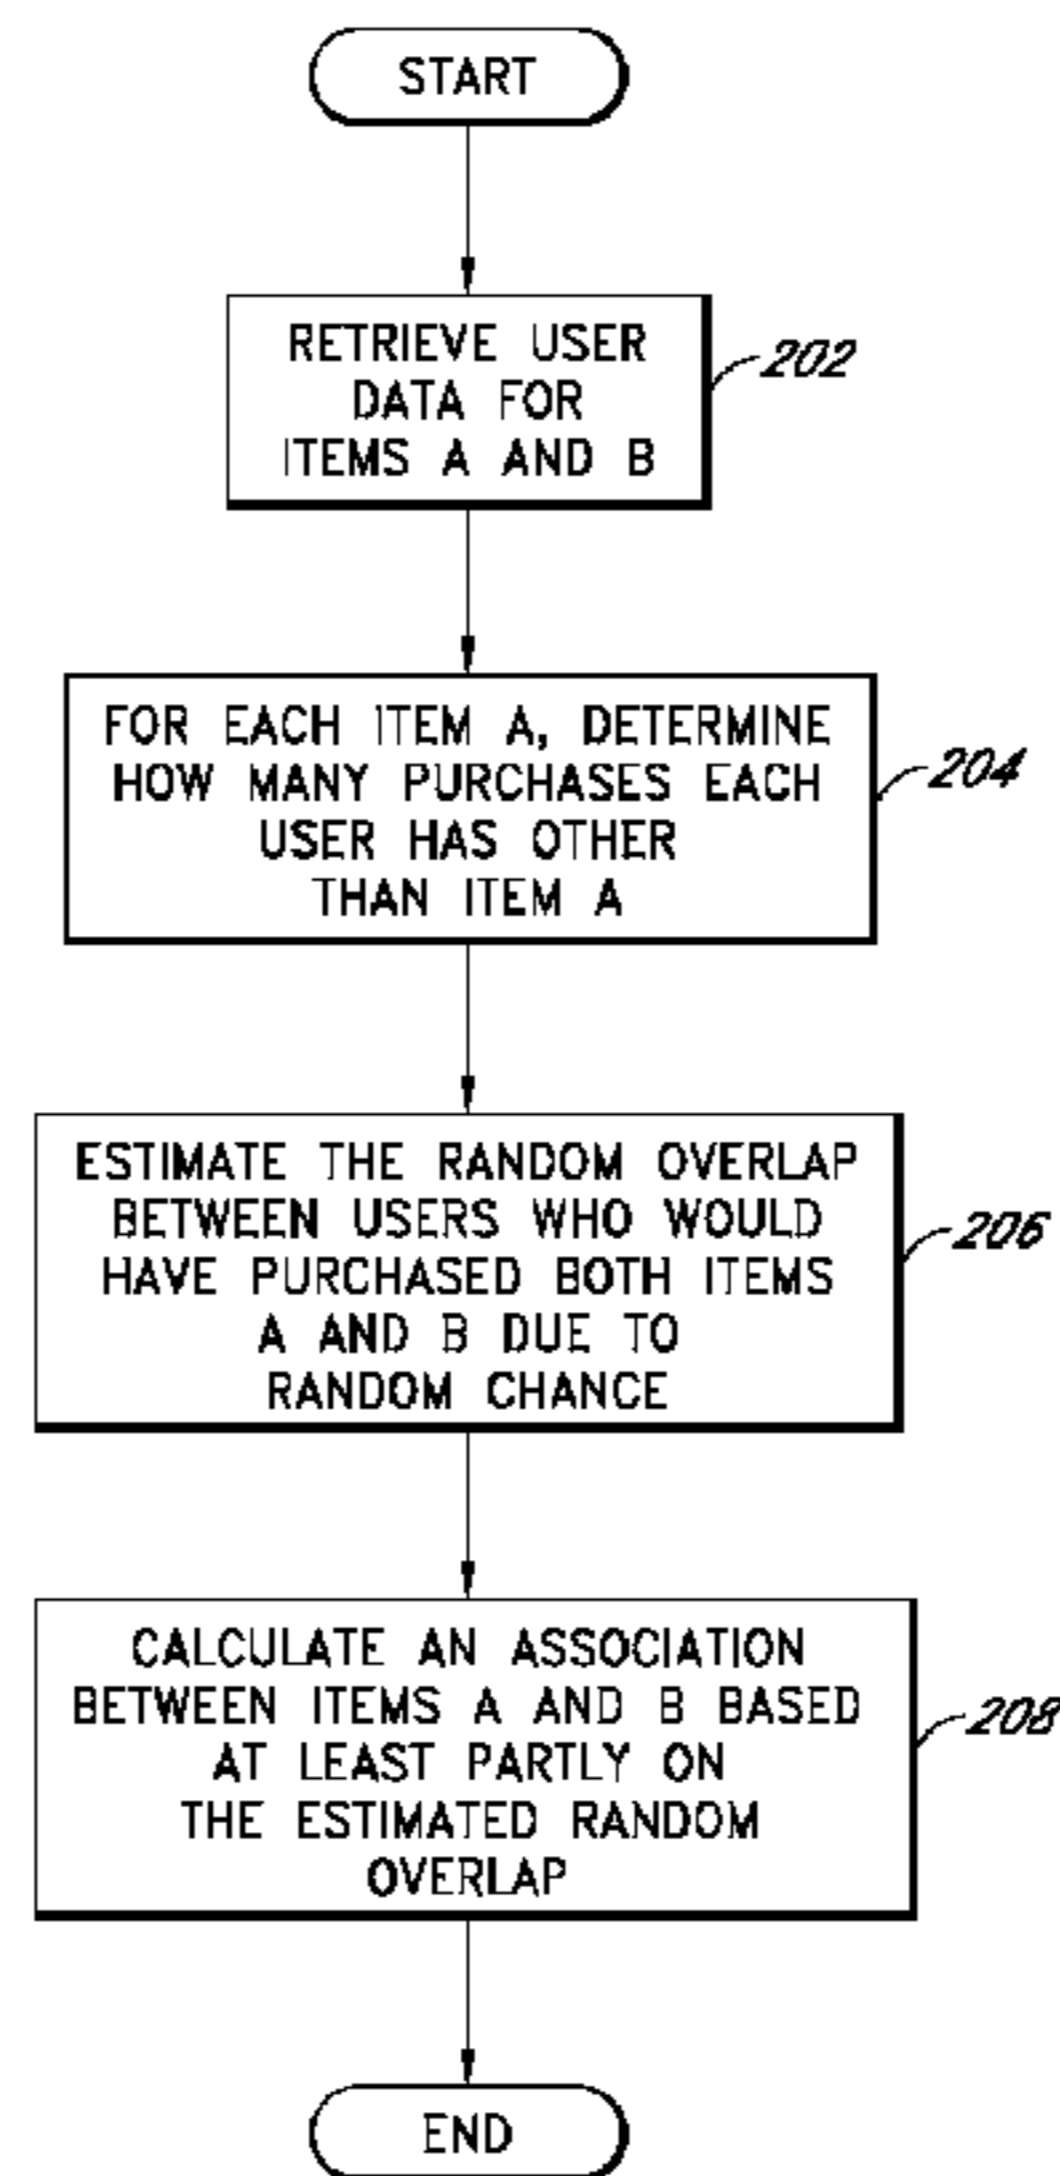 START
RETRIEVE USER
DATA FOR
ITEMS A AND B
202
FOR EACH ITEM A, DETERMINE
HOW MANY PURCHASES EACH
USER HAS OTHER
THAN ITEM A
204
ESTIMATE THE RANDOM OVERLAP
BETWEEN USERS WHO WOULD
HAVE PURCHASED BOTH ITEMS
A AND B DUE TO
RANDOM CHANCE
206
CALCULATE AN ASSOCIATION
BETWEEN ITEMS A AND B BASED
AT LEAST PARTLY ON
THE ESTIMATED RANDOM
OVERLAP
208
END